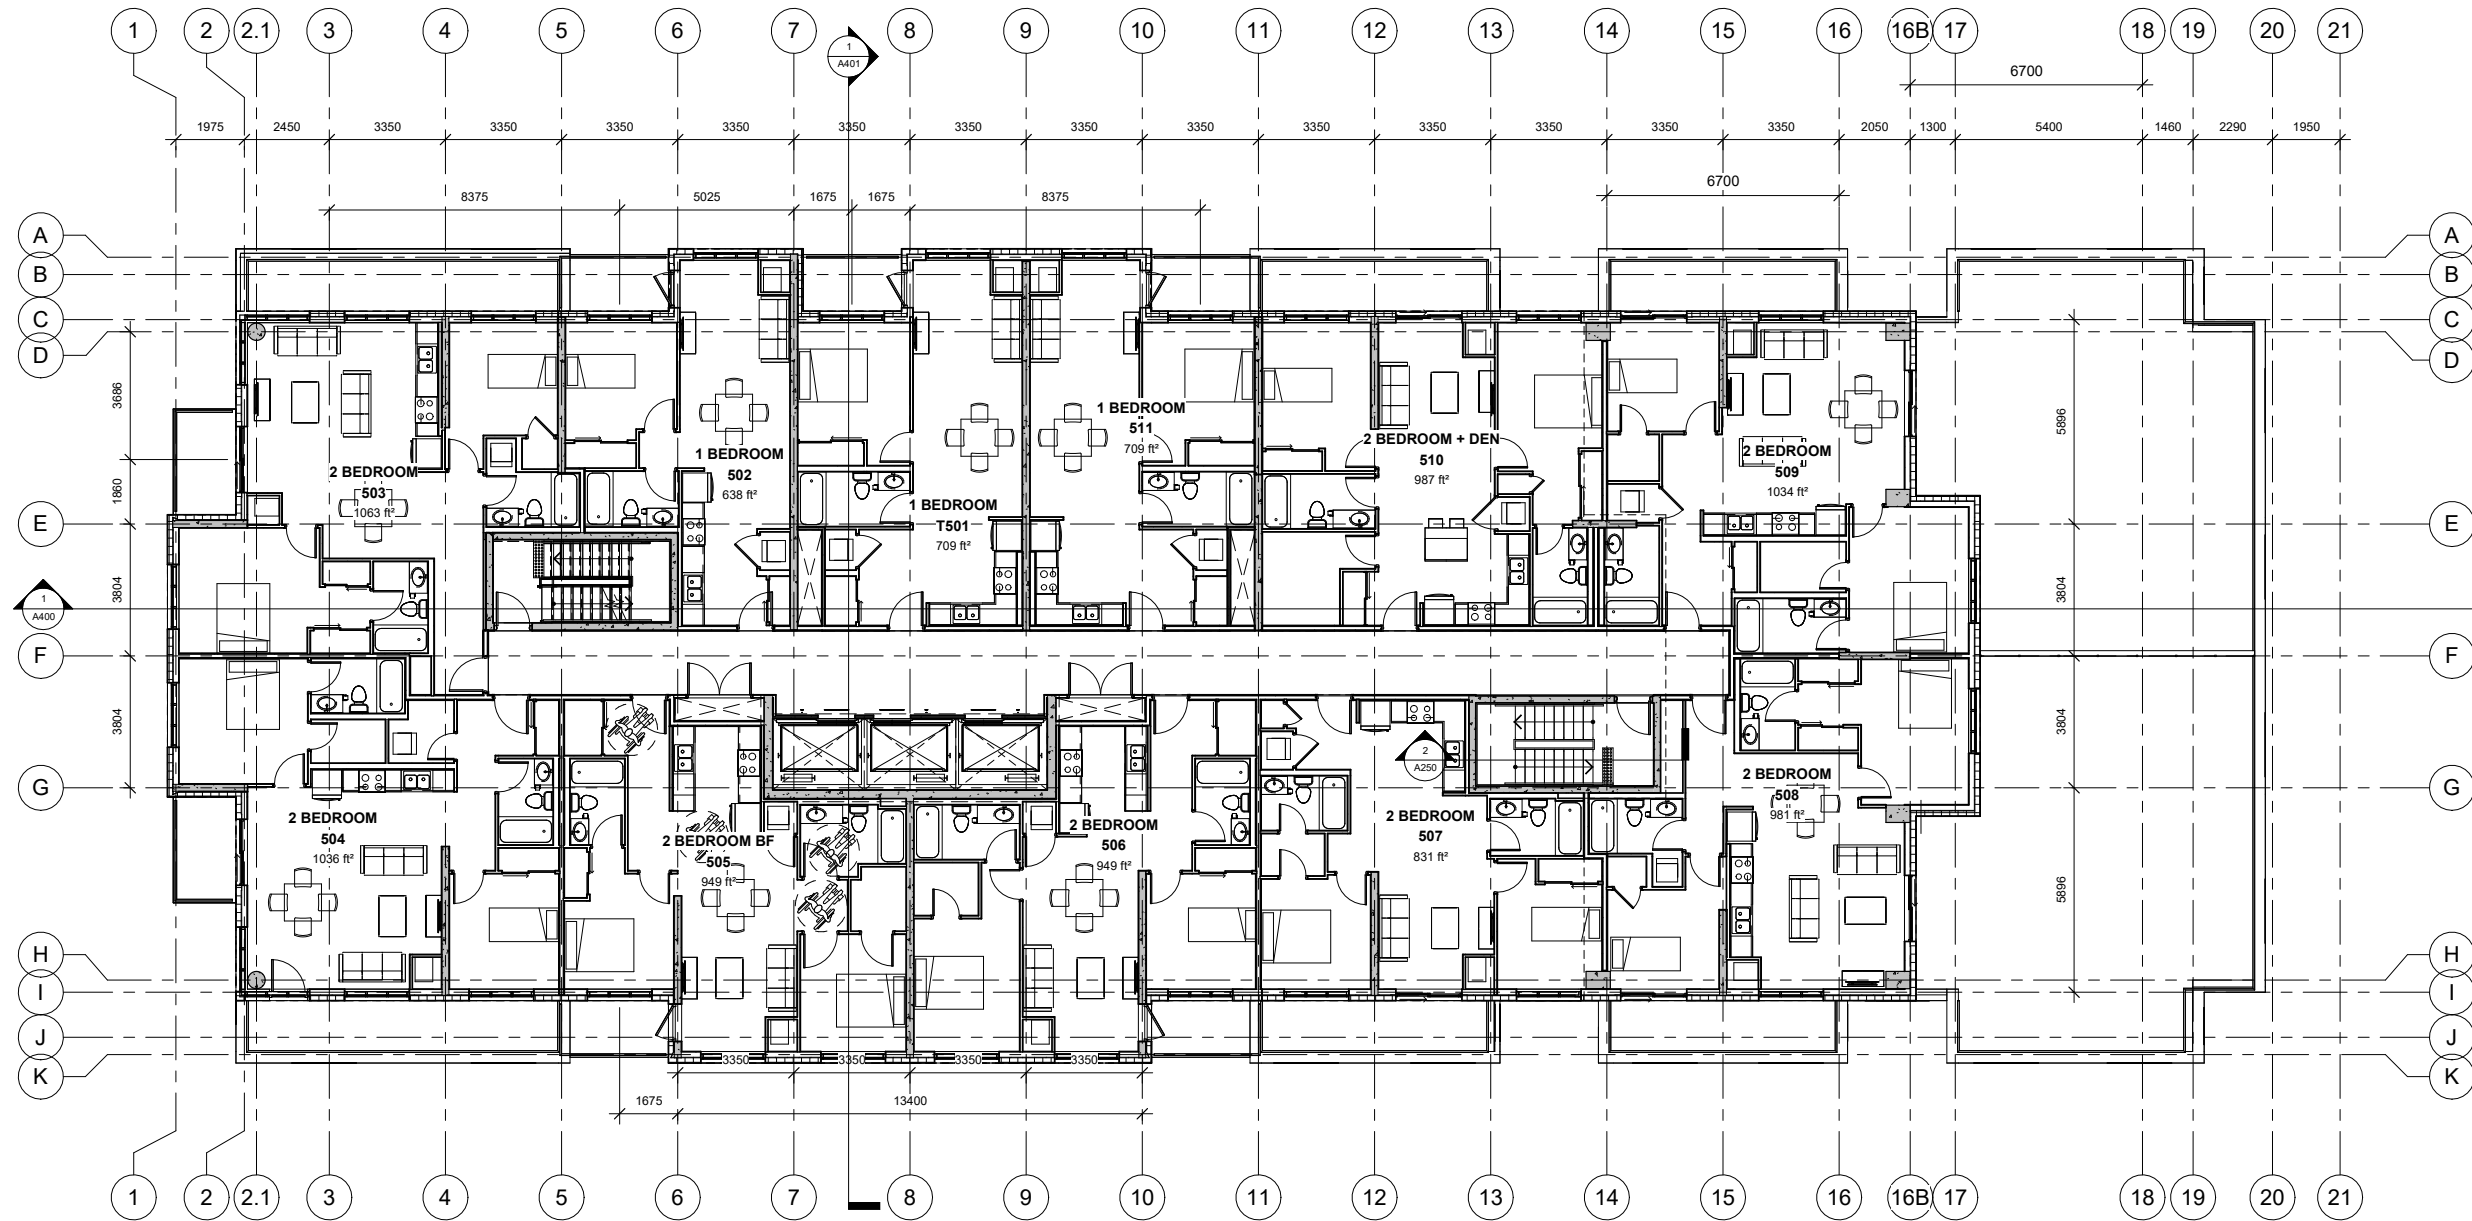 1 2 2.1 3 4 5 6 7 8 9 10 11 12 13 14 15 16 16B 17 18 19 20 21
1
A401
6700
1975 2450 3350 3350 3350 3350 3350 3350 3350 3350 3350 3350 3350 3350 3350 2050 1300 5400 1460 2290 1950
8375 5025 1675 1675 8375 6700
A A
B B
C C
D D
3686
1860
5896
1 BEDROOM
511
709 ft²
2 BEDROOM + DEN
510
987 ft²
1 BEDROOM
502
638 ft²
2 BEDROOM
509
1034 ft²
2 BEDROOM
503
1063 ft²
1 BEDROOM
T501
709 ft²
E E
3804
3804
1
A400
F F
3804
3804
2
A250
G G
2 BEDROOM
508
981 ft²
2 BEDROOM
504
1036 ft²
2 BEDROOM BF
505
949 ft²
2 BEDROOM
506
949 ft²
2 BEDROOM
507
831 ft²
5896
H H
I I
J J
3350 3350 3350 3350
K K
1675 13400
1 2 2.1 3 4 5 6 7 8 9 10 11 12 13 14 15 16 16B 17 18 19 20 21